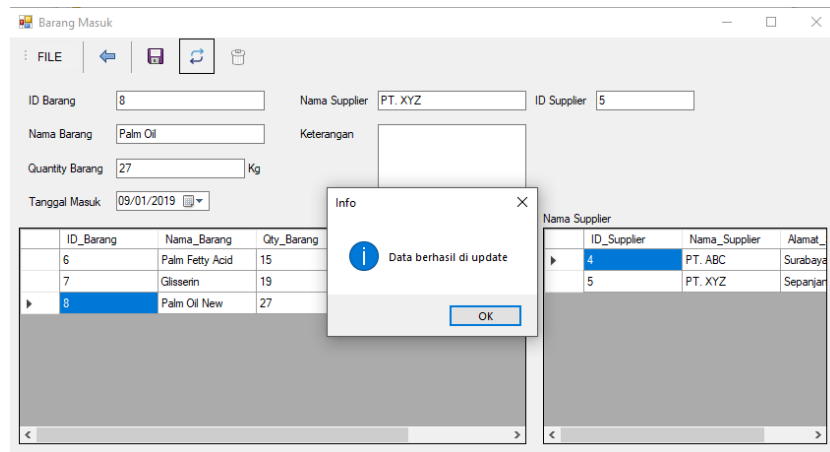 Barang Masuk
FILE
ID Barang 8 Nama Supplier PT. XYZ ID Supplier 5
Nama Barang Palm Oil Keterangan
Quantity Barang 27 Kg
Tanggal Masuk 09/01/2019
Info
Data berhasil di update
OK
Nama Supplier
ID_Barang Nama_Barang Qty_Barang
6 Palm Fetty Acid 15
7 Glisserin 19
8 Palm Oil New 27
ID_Supplier Nama_Supplier Alamat_
4 PT. ABC Surabaya
5 PT. XYZ Sepanjan